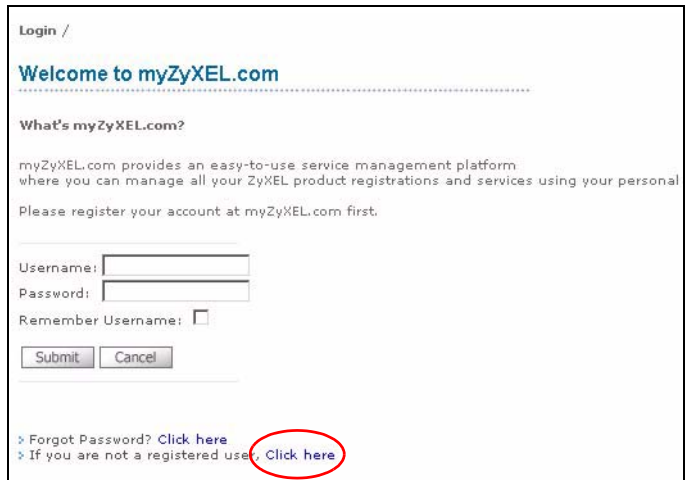 Login /
Welcome to myZyXEL.com
What's myZyXEL.com?
myZyXEL.com provides an easy-to-use service management platform
where you can manage all your ZyXEL product registrations and services using your personal
Please register your account at myZyXEL.com first.
Username:
Password:
Remember Username:
Submit Cancel
Forgot Password? Click here
If you are not a registered user, Click here